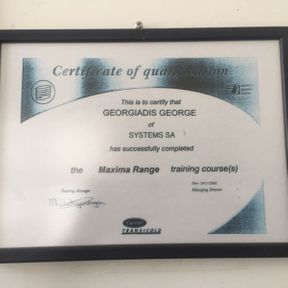 Certificate of qualification
This is to certify that
GEORGIADIS GEORGE
of
SYSTEMS SA
has successfully completed
the Maxima Range training course(s)
Training Manager
Managing Director
Carrier
TRANSICOLD